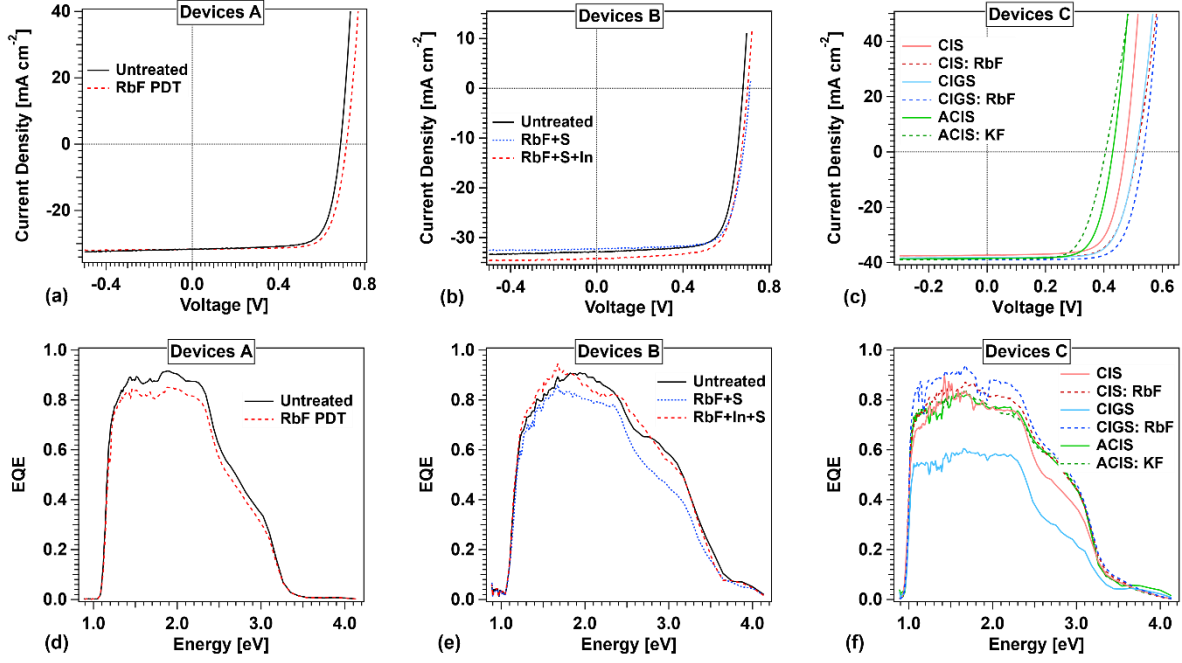 Devices A
40
20
0
-20
Current Density [mA cm-2]
Untreated
RbF PDT
-0.4
0.0
0.4
0.8
Voltage [V]
(a)
Devices B
10
0
-10
-20
-30
Current Density [mA cm-2]
Untreated
RbF+S
RbF+S+In
-0.4
0.0
0.4
0.8
Voltage [V]
(b)
Devices C
40
20
0
-20
-40
Current Density [mA cm-2]
CIS
CIS: RbF
CIGS
CIGS: RbF
ACIS
ACIS: KF
-0.2
0.0
0.2
0.4
0.6
Voltage [V]
(c)
Devices A
1.0
0.8
0.6
0.4
0.2
0.0
EQE
Untreated
RbF PDT
1.0
2.0
3.0
4.0
Energy [eV]
(d)
Devices B
1.0
0.8
0.6
0.4
0.2
0.0
EQE
Untreated
RbF+S
RbF+In+S
1.0
2.0
3.0
4.0
Energy [eV]
(e)
Devices C
1.0
0.8
0.6
0.4
0.2
0.0
EQE
CIS
CIS: RbF
CIGS
CIGS: RbF
ACIS
ACIS: KF
1.0
2.0
3.0
4.0
Energy [eV]
(f)